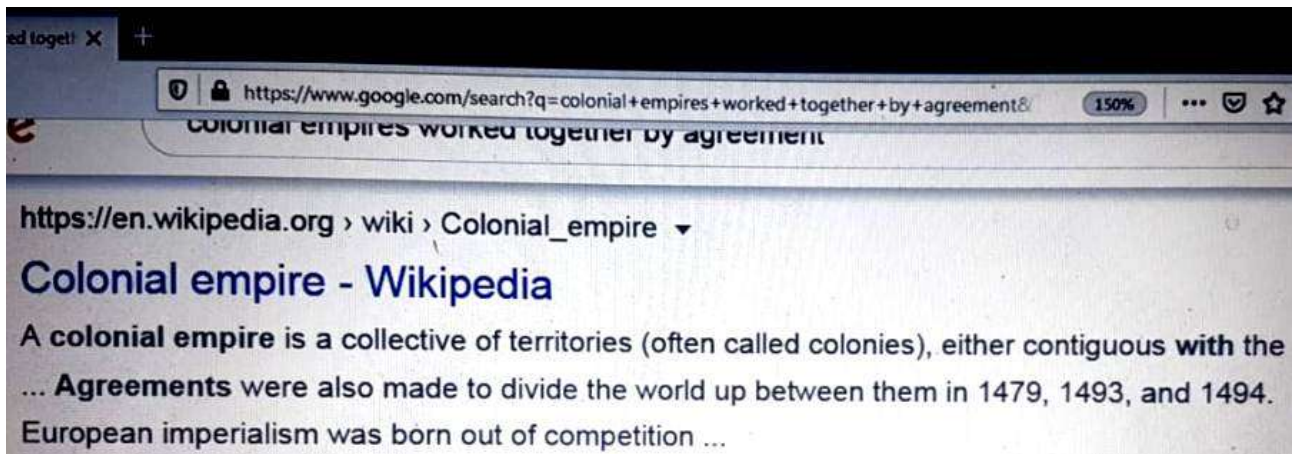 ed togeth
https://www.google.com/search?q=colonial+empires+worked+together+by+agreement&
150%
colonial empires worked together by agreement
https://en.wikipedia.org › wiki › Colonial_empire
Colonial empire - Wikipedia
A colonial empire is a collective of territories (often called colonies), either contiguous with the
... Agreements were also made to divide the world up between them in 1479, 1493, and 1494.
European imperialism was born out of competition ...